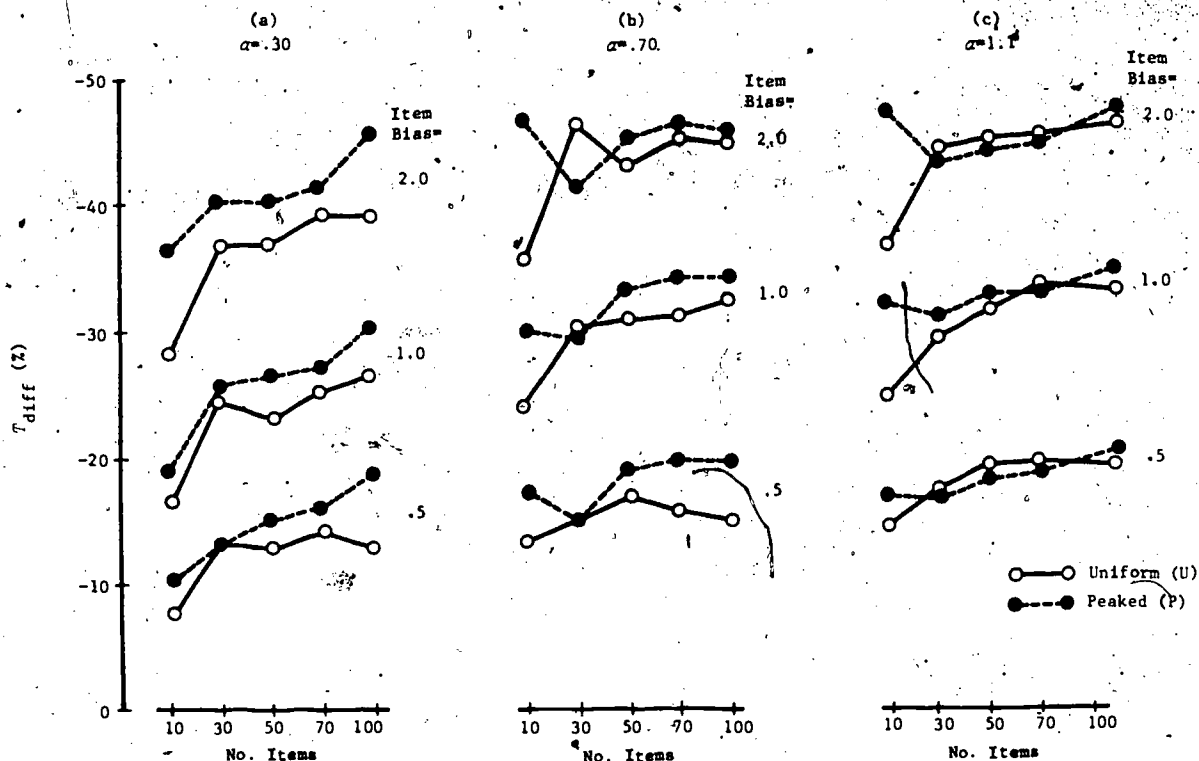 (a)
a=.30
(b)
a=.70
(c)
a=1.1
Item
Bias=
2.0
1.0
.5
Item
Bias=
2.0
1.0
.5
Item
Bias=
2.0
1.0
.5
-50
-40
-30
-20
-10
0
T diff (%)
Uniform (U)
Peaked (P)
10 30 50 70 100
No. Items
10 30 50 70 100
No. Items
10 30 50 70 100
No. Items